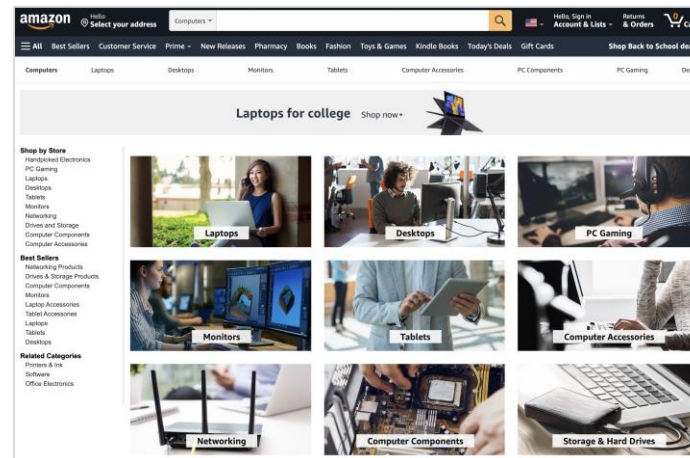 amazon
Hello
Select your address
Computers
Hello, Sign in
Account & Lists
Returns
& Orders
0
All Best Sellers Customer Service Prime New Releases Pharmacy Books Fashion Toys & Games Kindle Books Today's Deals Gift Cards Shop Back to School
Computers Laptops Desktops Monitors Tablets Computer Accessories PC Components PC Gaming
Laptops for college Shop now
Shop by Store
Handpicked Electronics
PC Gaming
Laptops
Desktops
Tablets
Monitors
Networking
Drives and Storage
Computer Components
Computer Accessories
Best Sellers
Networking Products
Drives & Storage Products
Computer Components
Monitors
Laptop Accessories
Tablet Accessories
Laptops
Tablets
Desktops
Related Categories
Printers & Ink
Software
Office Electronics
Laptops
Desktops
PC Gaming
Monitors
Tablets
Computer Accessories
Networking
Computer Components
Storage & Hard Drives